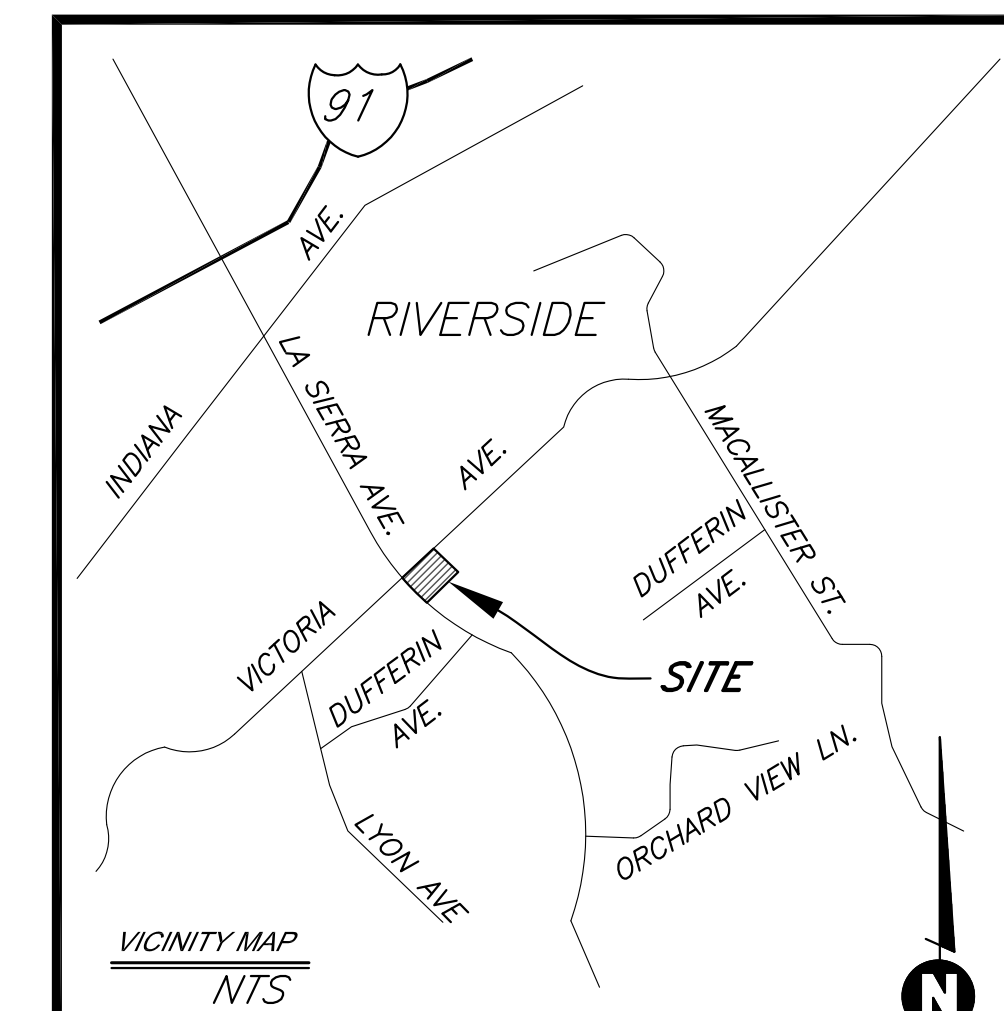 91
AVE.
RIVERSIDE
LA SIERRA AVE.
INDIANA
AVE.
MACALLISTER ST.
DUFFERIN
AVE.
VICTORIA
DUFFERIN
AVE.
SITE
ORCHARD VIEW LN.
LYON AVE
VICINITY MAP
NTS
N